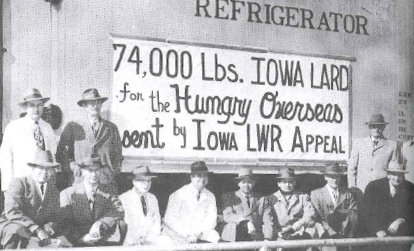 REFRIGERATOR
74,000 Lbs. IOWA LARD
for the Hungry Overseas
sent by IOWA LWR APPEAL